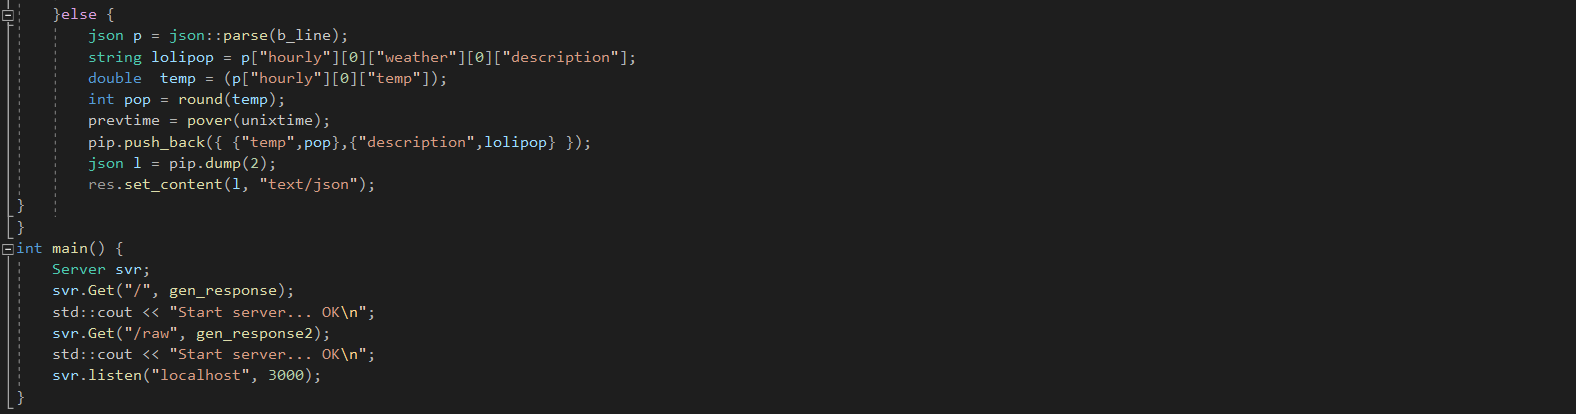 }else {
json p = json::parse(b_line);
string lolipop = p["hourly"][0]["weather"][0]["description"];
double  temp = (p["hourly"][0]["temp"]);
int pop = round(temp);
prevtime = pover(unixtime);
pip.push_back({ {"temp",pop},{"description",lolipop} });
json l = pip.dump(2);
res.set_content(l, "text/json");
}
}
int main() {
Server svr;
svr.Get("/", gen_response);
std::cout << "Start server... OK\n";
svr.Get("/raw", gen_response2);
std::cout << "Start server... OK\n";
svr.listen("localhost", 3000);
}